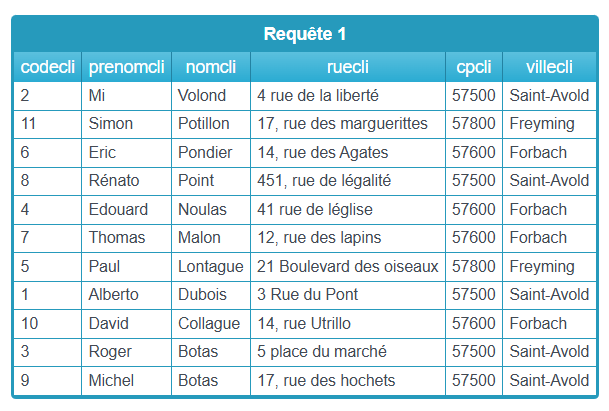 Requête 1
codecli prenomcli nomcli ruecli cpcli villecli
2 Mi Volond 4 rue de la liberté 57500 Saint-Avold
11 Simon Potillon 17, rue des marguerittes 57800 Freyming
6 Eric Pondier 14, rue des Agates 57600 Forbach
8 Rénato Point 451, rue de légalité 57500 Saint-Avold
4 Edouard Noulas 41 rue de léglise 57600 Forbach
7 Thomas Malon 12, rue des lapins 57600 Forbach
5 Paul Lontague 21 Boulevard des oiseaux 57800 Freyming
1 Alberto Dubois 3 Rue du Pont 57500 Saint-Avold
10 David Collague 14, rue Utrillo 57600 Forbach
3 Roger Botas 5 place du marché 57500 Saint-Avold
9 Michel Botas 17, rue des hochets 57500 Saint-Avold